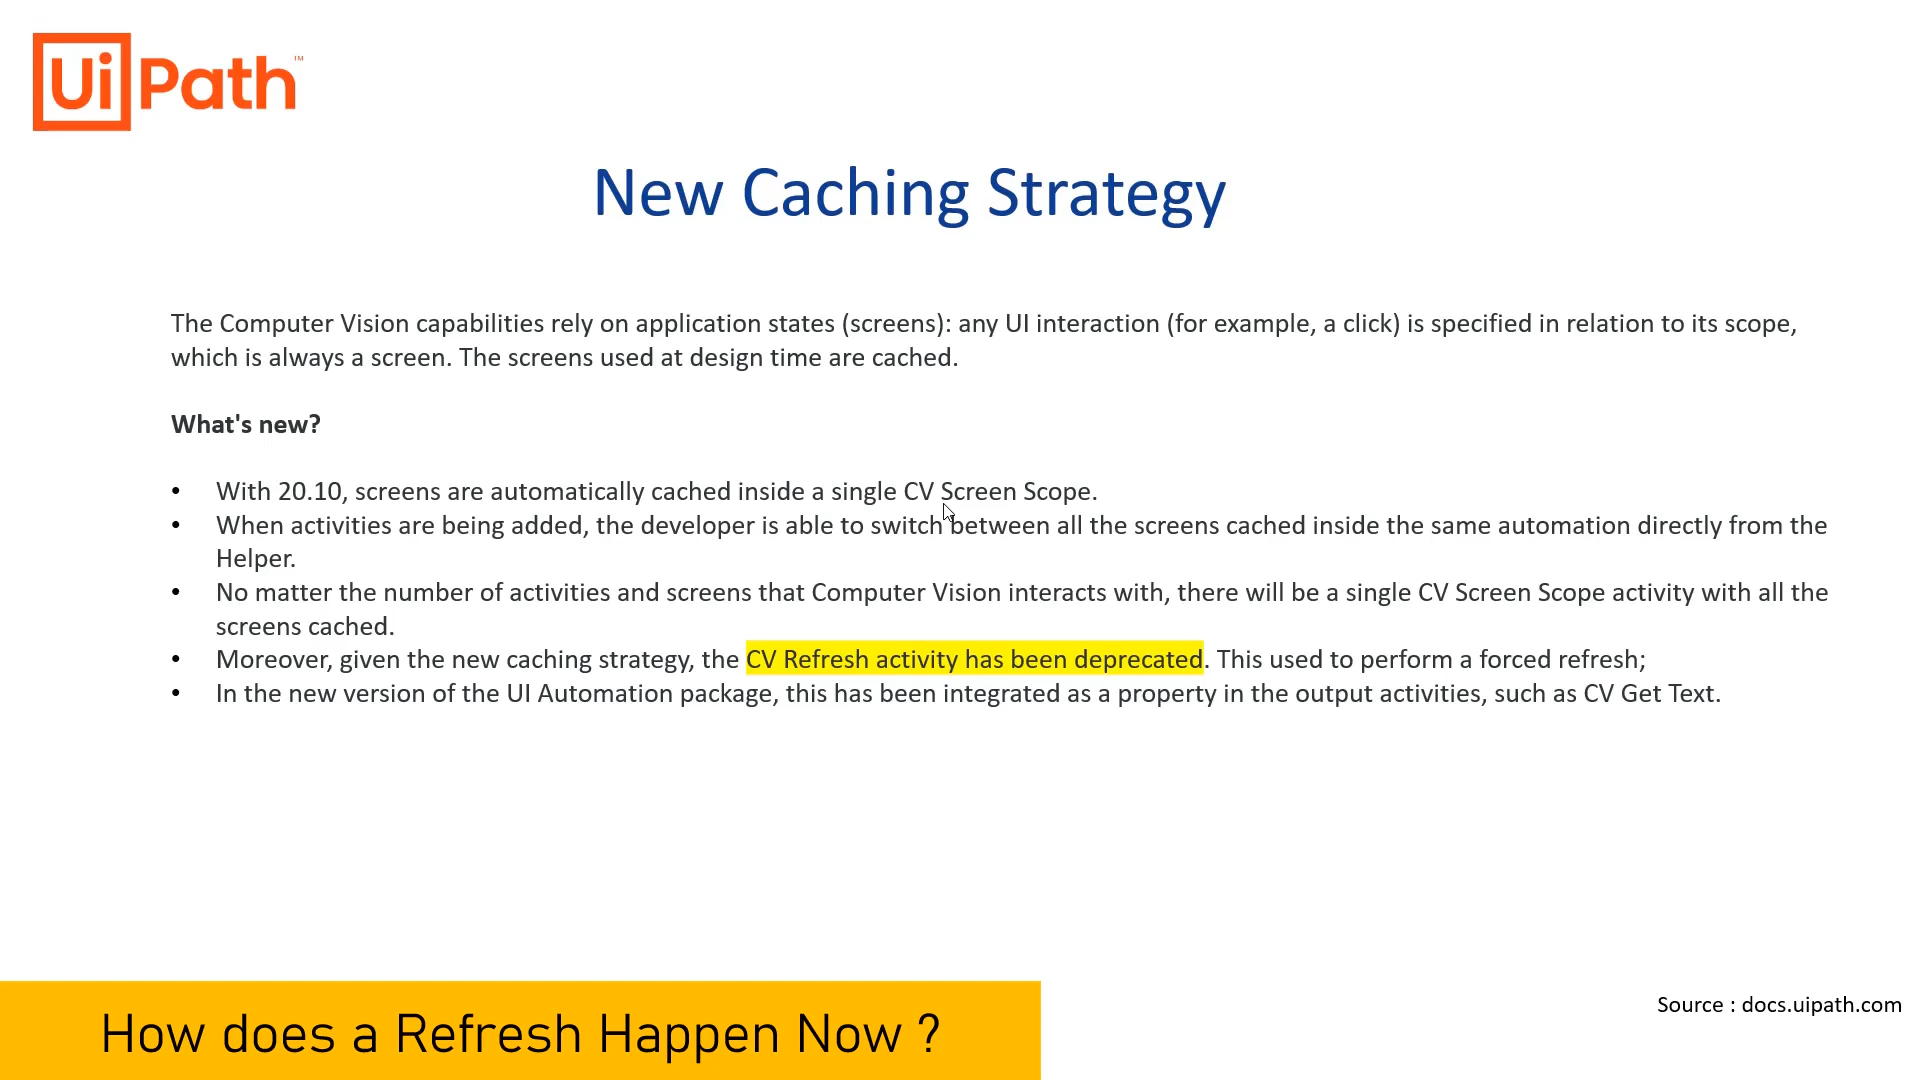 UiPath™
New Caching Strategy
The Computer Vision capabilities rely on application states (screens): any UI interaction (for example, a click) is specified in relation to its scope,
which is always a screen. The screens used at design time are cached.
What's new?
• With 20.10, screens are automatically cached inside a single CV Screen Scope.
• When activities are being added, the developer is able to switch between all the screens cached inside the same automation directly from the
Helper.
• No matter the number of activities and screens that Computer Vision interacts with, there will be a single CV Screen Scope activity with all the
screens cached.
• Moreover, given the new caching strategy, the CV Refresh activity has been deprecated. This used to perform a forced refresh;
• In the new version of the UI Automation package, this has been integrated as a property in the output activities, such as CV Get Text.
Source : docs.uipath.com
How does a Refresh Happen Now ?